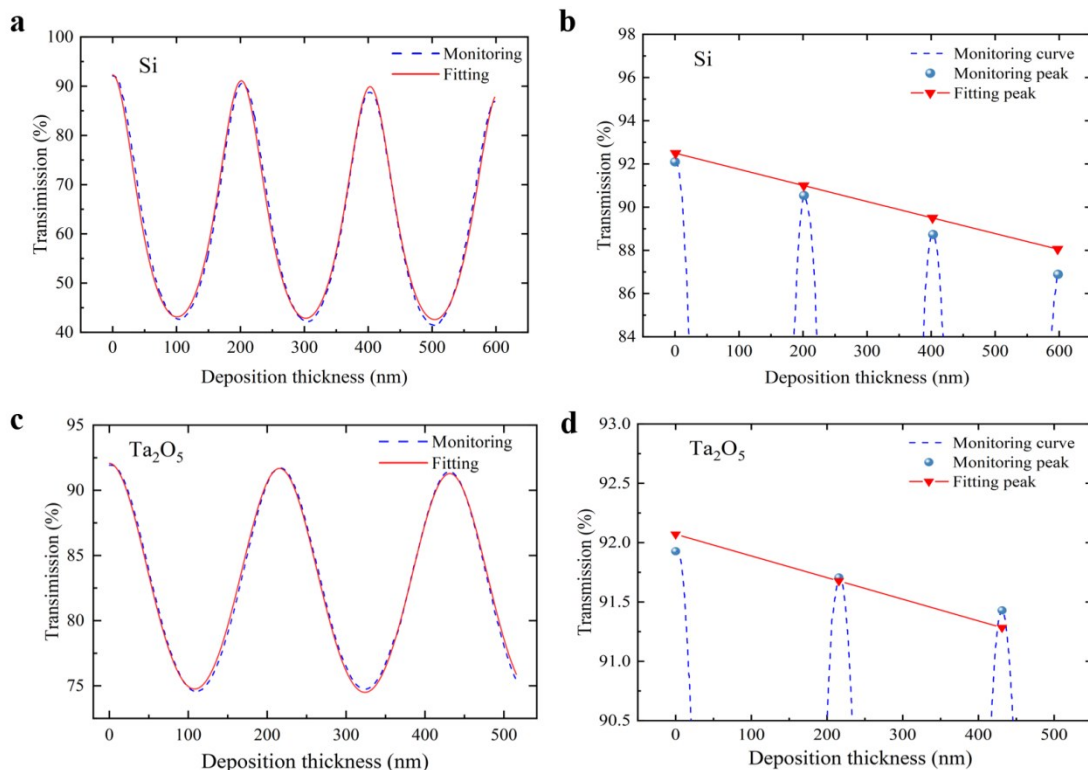 a
Si
Monitoring
Fitting
100
90
80
70
60
50
40
Transimission (%)
0 100 200 300 400 500 600
Deposition thickness (nm)
b
Si
Monitoring curve
Monitoring peak
Fitting peak
98
96
94
92
90
88
86
84
Transmission (%)
0 100 200 300 400 500 600
Deposition thickness (nm)
c
Ta₂O₅
Monitoring
Fitting
95
90
85
80
75
Transimission (%)
0 100 200 300 400 500
Deposition thickness (nm)
d
Ta₂O₅
Monitoring curve
Monitoring peak
Fitting peak
93.0
92.5
92.0
91.5
91.0
90.5
Transmission (%)
0 100 200 300 400 500
Deposition thickness (nm)